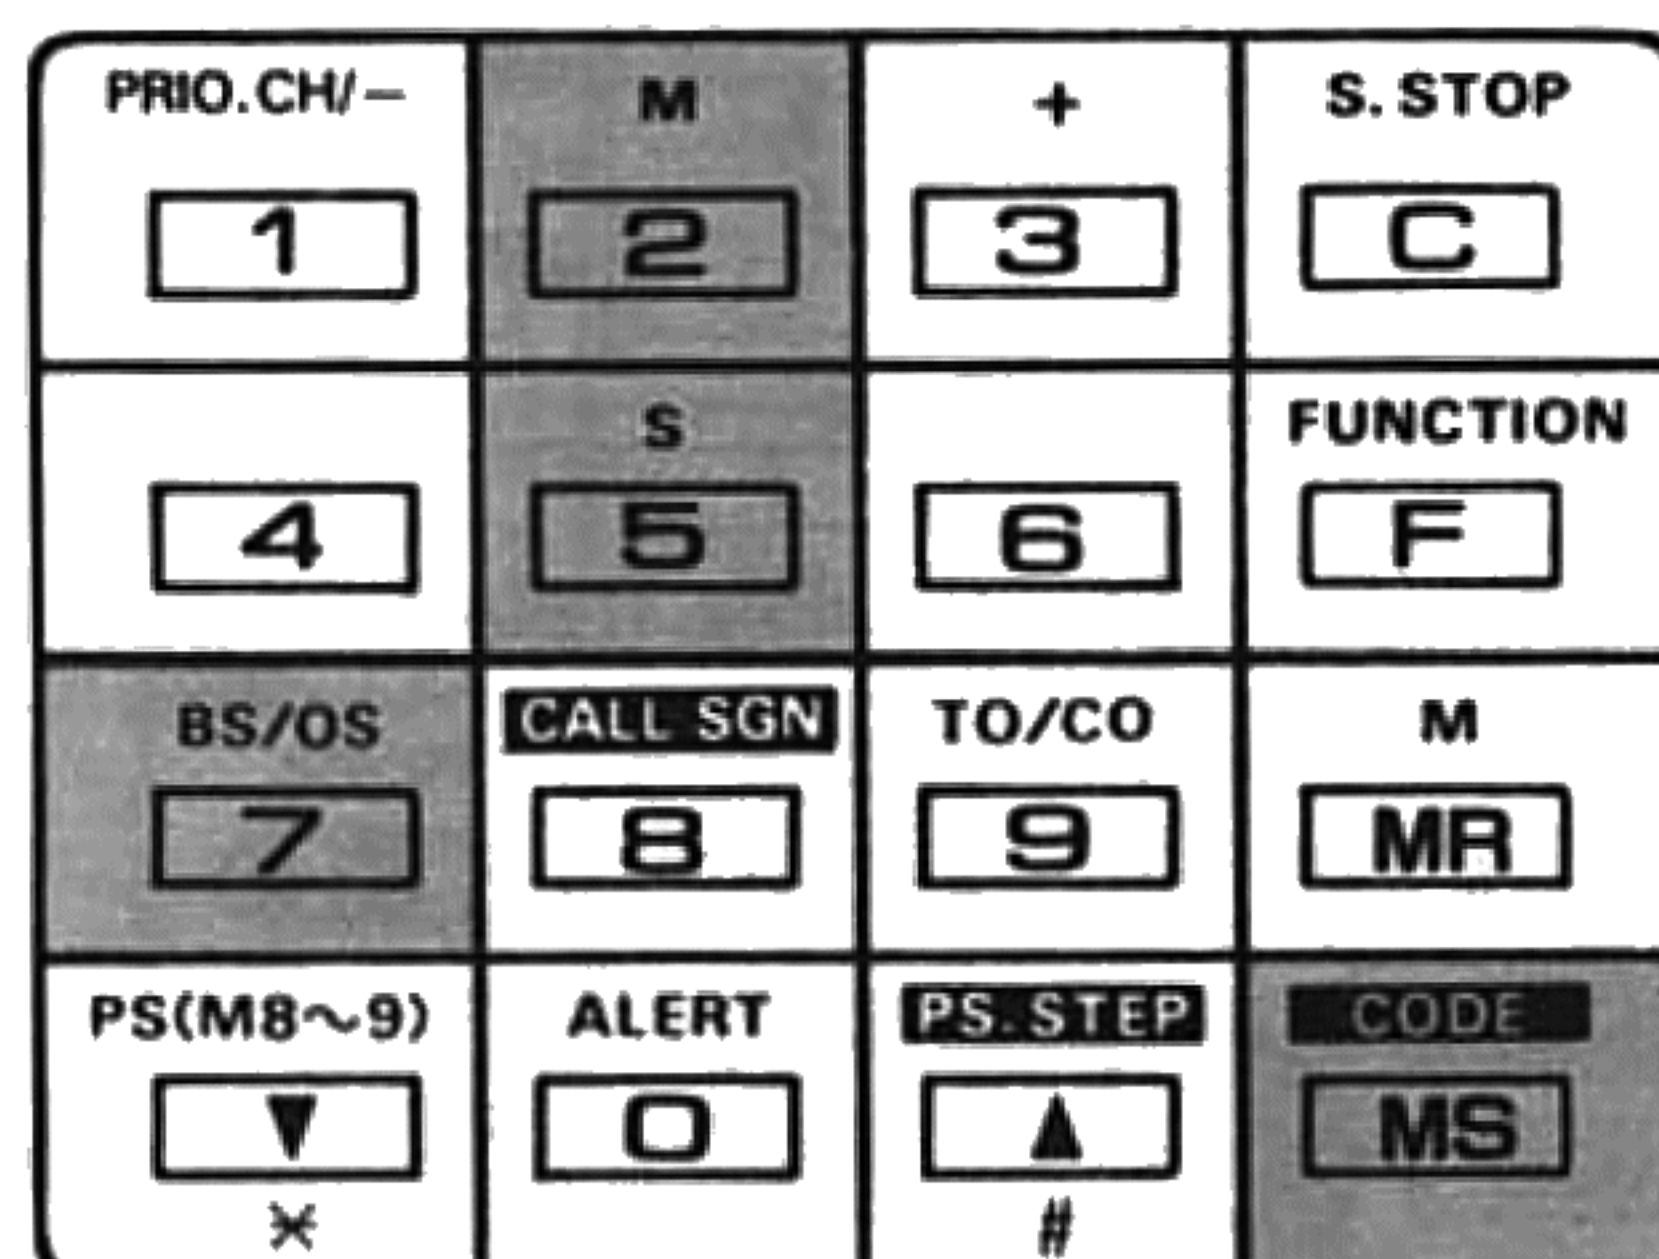 PRIO.CH/− M + S. STOP
1 2 3 C
S FUNCTION
4 5 6 F
BS/OS CALL SGN TO/CO M
7 8 9 MR
PS(M8〜9) ALERT PS.STEP CODE
▼ 0 ▲ MS
* #